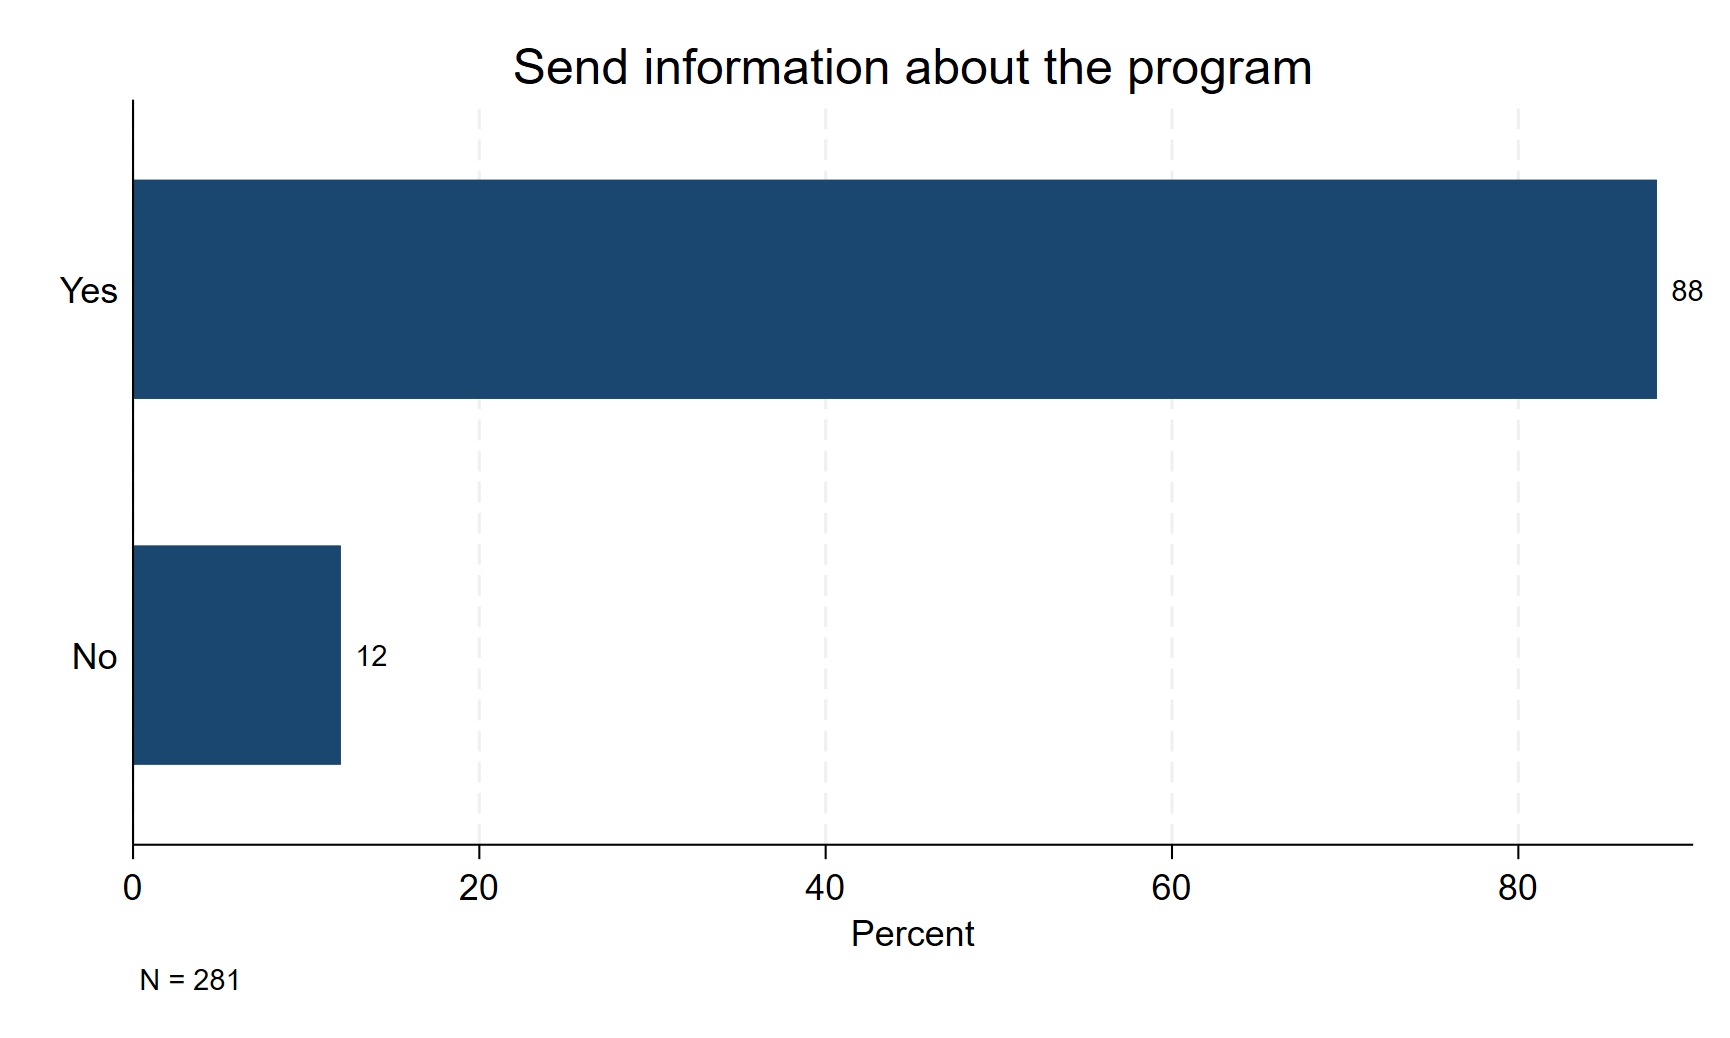 Send information about the program
Yes
88
No
12
0 20 40 60 80
Percent
N = 281